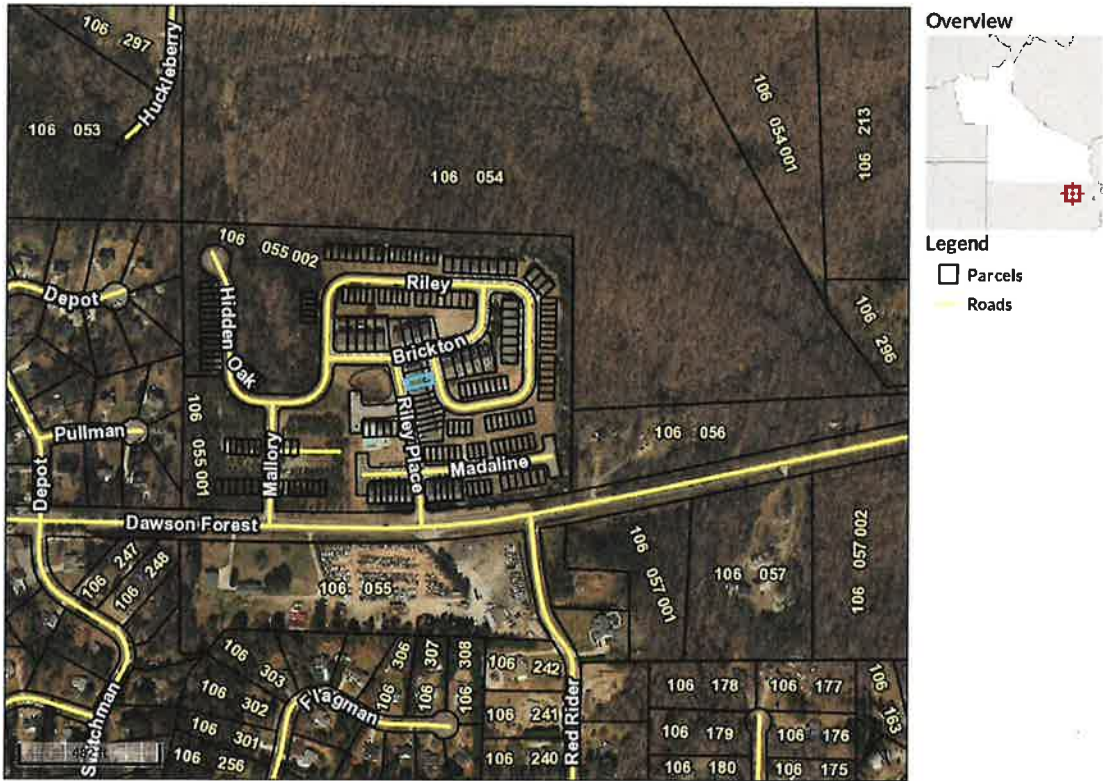 Overview
Legend
Parcels
Roads
106 297
Huckleberry
106 053
106 054
106 054 001
106 213
106 055 002
Depot
Hidden Oak
Riley
Brickton
106 296
Pullman
106 055 001
Mallory
Riley Place
Madaline
106 056
Depot
Dawson Forest
106 247
106 248
106 055
106 057 001
106 057
106 057 002
106 303
106 306
106 307
106 308
106 242
106 302
Flagman
106 178
106 177
106 163
106 301
106 241
Red Rider
106 179
106 176
Switchman
106 256
106 240
106 180
106 175